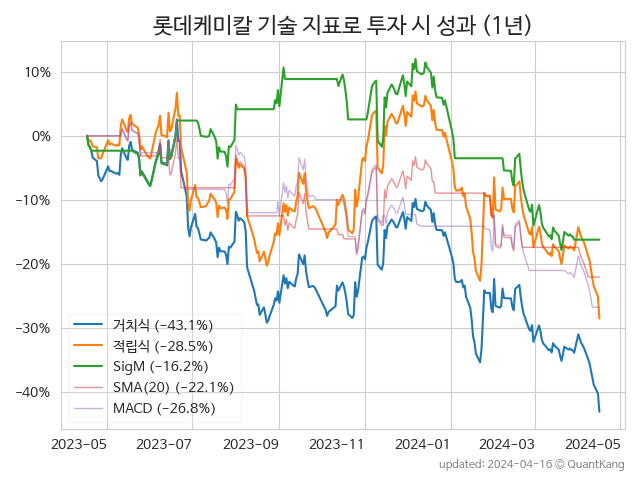 롯데케미칼 기술 지표로 투자 시 성과 (1년)
10%
0%
−10%
−20%
−30%
−40%
거치식 (−43.1%)
적립식 (−28.5%)
SigM (−16.2%)
SMA(20) (−22.1%)
MACD (−26.8%)
2023-05 2023-07 2023-09 2023-11 2024-01 2024-03 2024-05
updated: 2024-04-16 © QuantKang